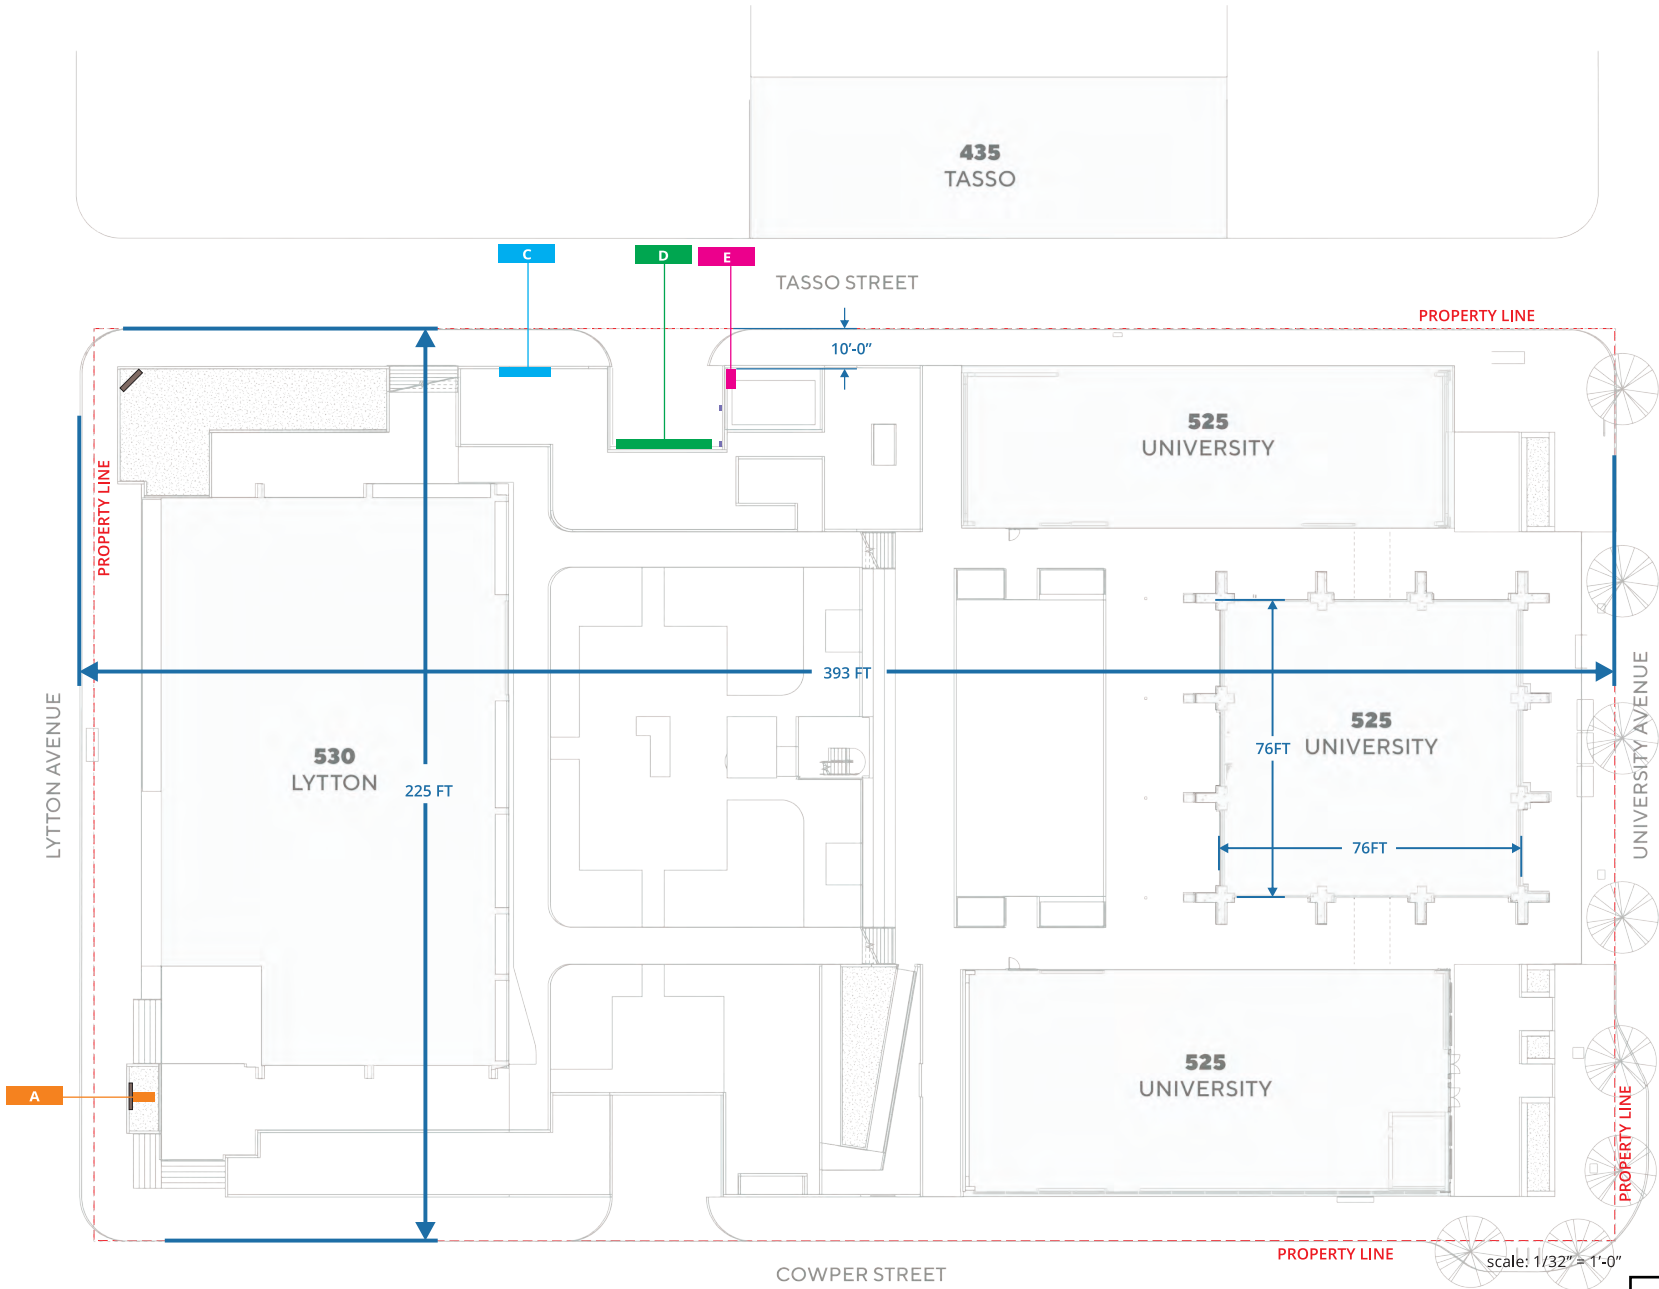 435
TASSO
C
D
E
TASSO STREET
PROPERTY LINE
10'-0"
525
UNIVERSITY
PROPERTY LINE
393 FT
LYTTON AVENUE
530
LYTTON
225 FT
76FT
525
UNIVERSITY
76FT
UNIVERSITY AVENUE
A
525
UNIVERSITY
PROPERTY LINE
PROPERTY LINE
scale: 1/32" = 1'-0"
COWPER STREET